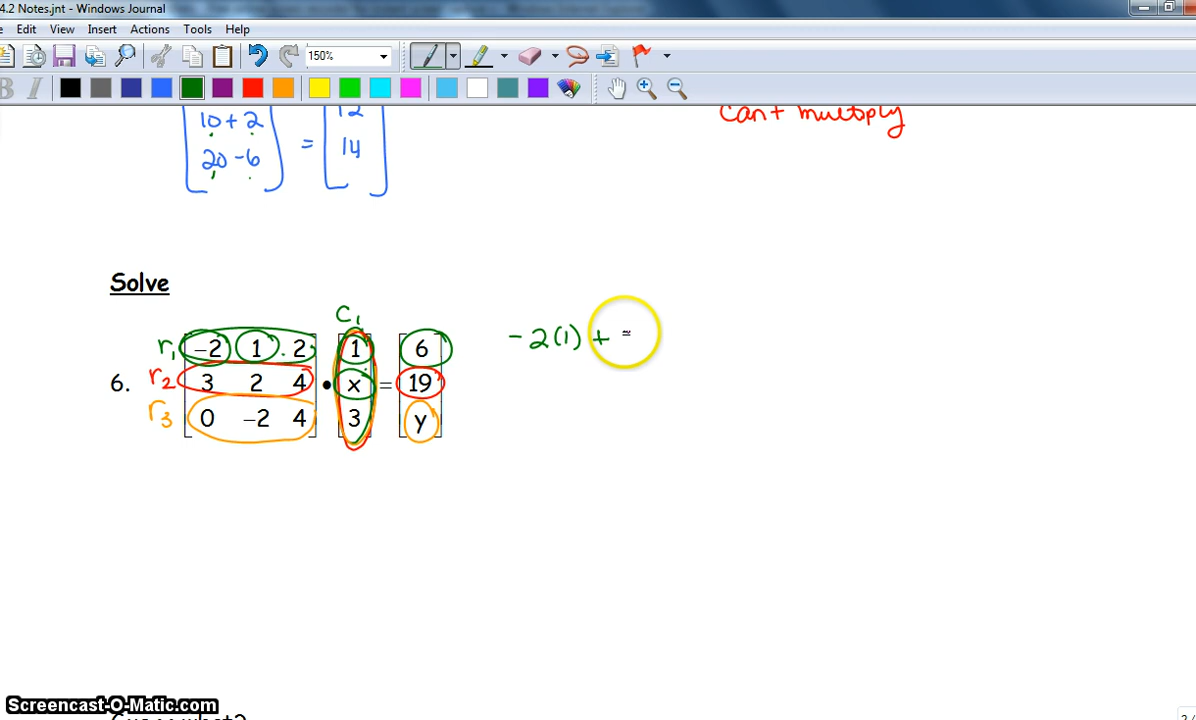 4.2 Notes.jnt - Windows Journal
e Edit View Insert Actions Tools Help
150%
B I
10 + 2 12
20 - 6 = 14
can't multiply
Solve
C₁
r₁ -2 1 2 1 6 -2(1) +
6. r₂ 3 2 4 • x = 19
r₃ 0 -2 4 3 y
Screencast-O-Matic.com